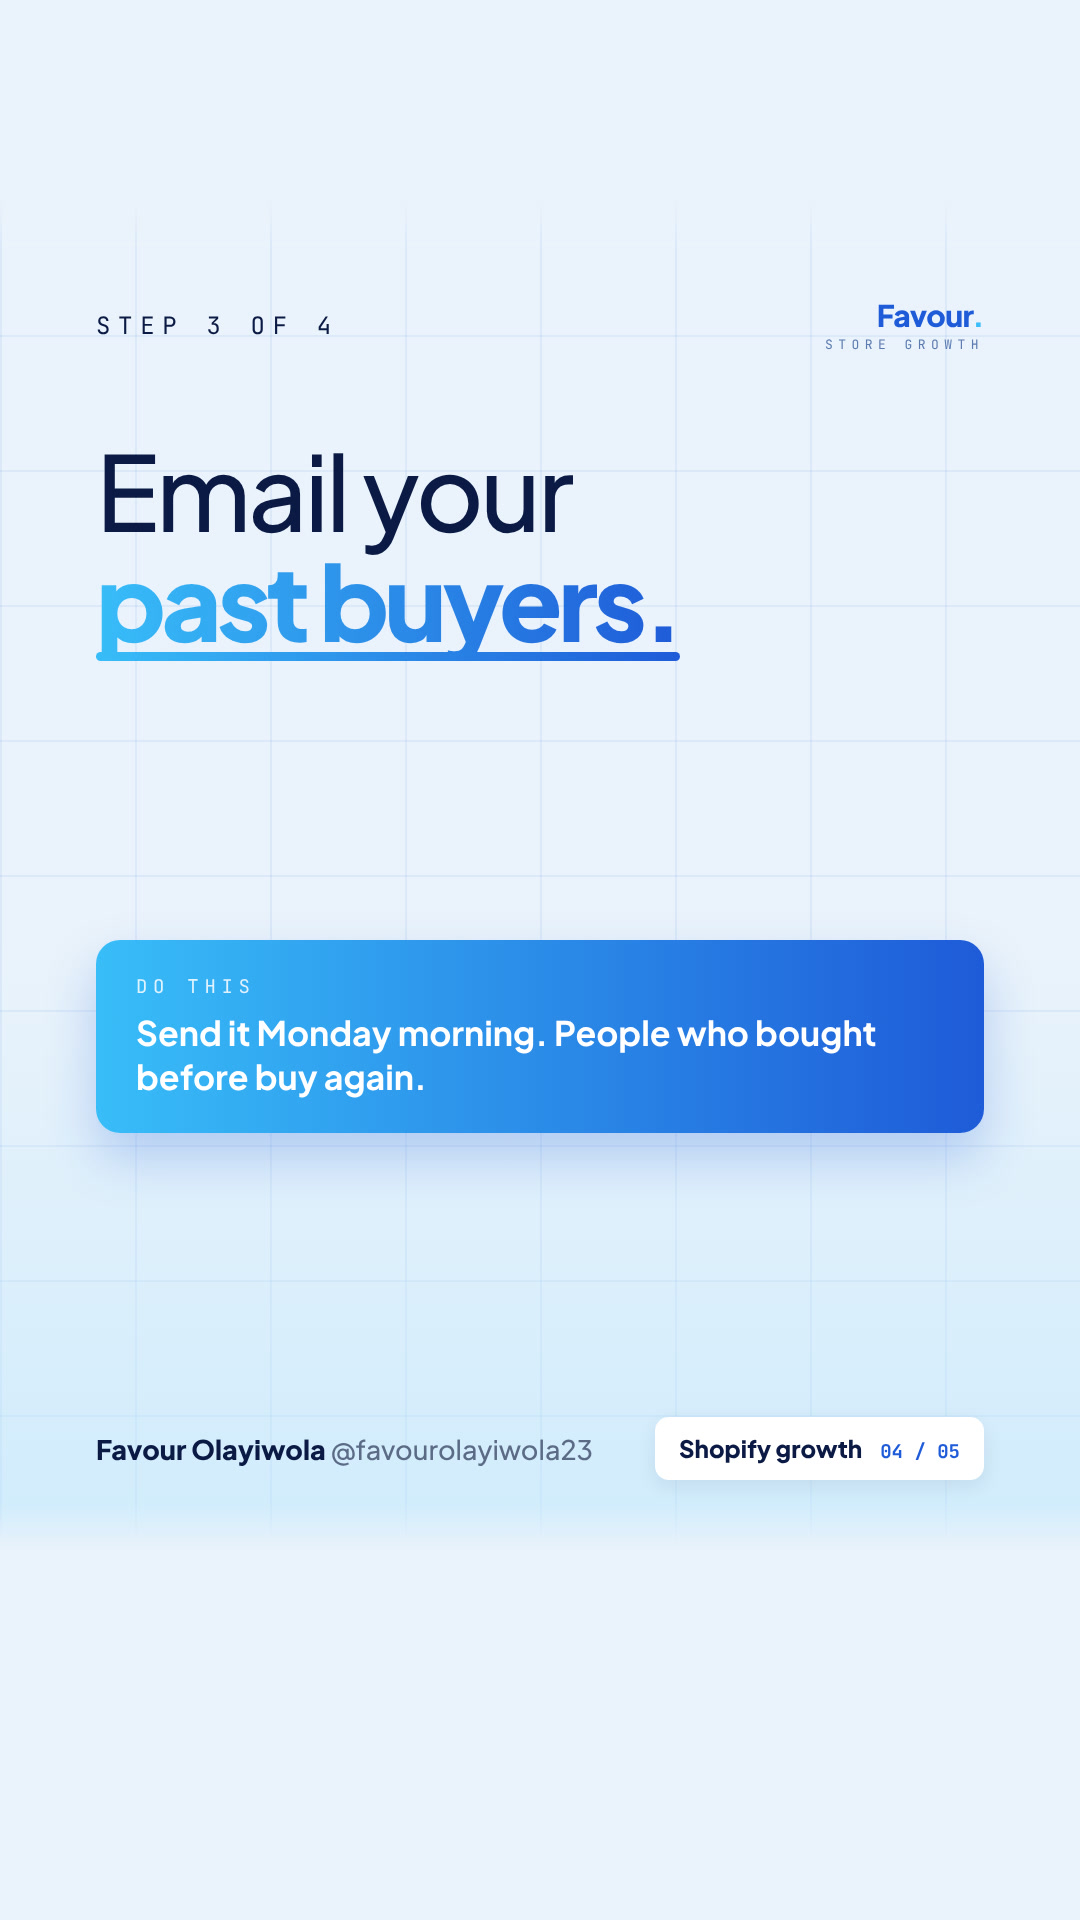 STEP 3 OF 4
Favour.
STORE GROWTH
Email your
past buyers.
DO THIS
Send it Monday morning. People who bought
before buy again.
Favour Olayiwola @favourolayiwola23
Shopify growth 04 / 05